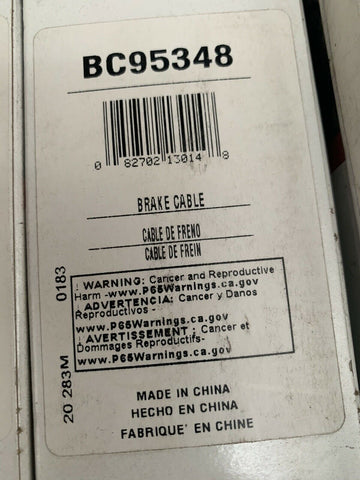 BC95348
0 82702 13014 8
BRAKE CABLE
CABLE DE FRENO
CABLE DE FREIN
! WARNING: Cancer and Reproductive
Harm -www.P65Warnings.ca.gov
! ADVERTENCIA: Cancer y Danos
Reproductivos -
www.P65Warnings.ca.gov
! AVERTISSEMENT : Cancer et
Dommages Reproductifs-
www.P65Warnings.ca.gov
20 283M 0183
MADE IN CHINA
HECHO EN CHINA
FABRIQUE' EN CHINE